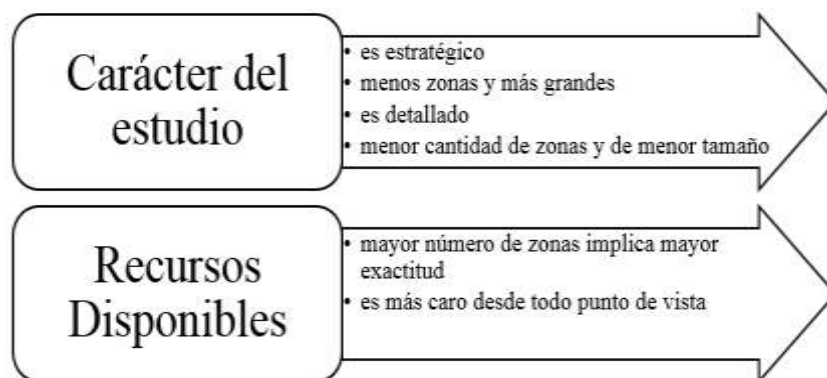 Carácter del
estudio
• es estratégico
• menos zonas y más grandes
• es detallado
• menor cantidad de zonas y de menor tamaño
Recursos
Disponibles
• mayor número de zonas implica mayor
exactitud
• es más caro desde todo punto de vista